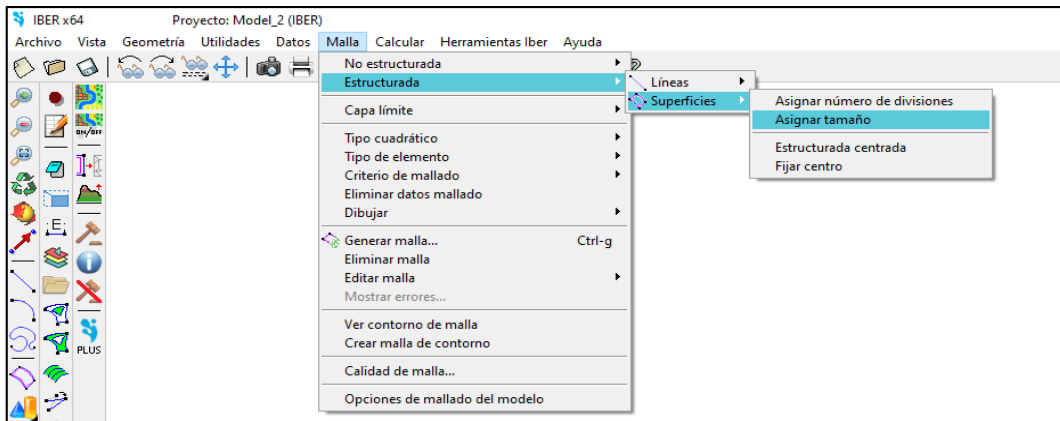 IBER x64 Proyecto: Model_2 (IBER)
Archivo Vista Geometría Utilidades Datos Malla Calcular Herramientas Iber Ayuda
No estructurada
Estructurada
Capa límite
Tipo cuadrático
Tipo de elemento
Criterio de mallado
Eliminar datos mallado
Dibujar
Generar malla... Ctrl-g
Eliminar malla
Editar malla
Mostrar errores...
Ver contorno de malla
Crear malla de contorno
Calidad de malla...
Opciones de mallado del modelo
Líneas
Superficies
Asignar número de divisiones
Asignar tamaño
Estructurada centrada
Fijar centro
ON/OFF
E
PLUS